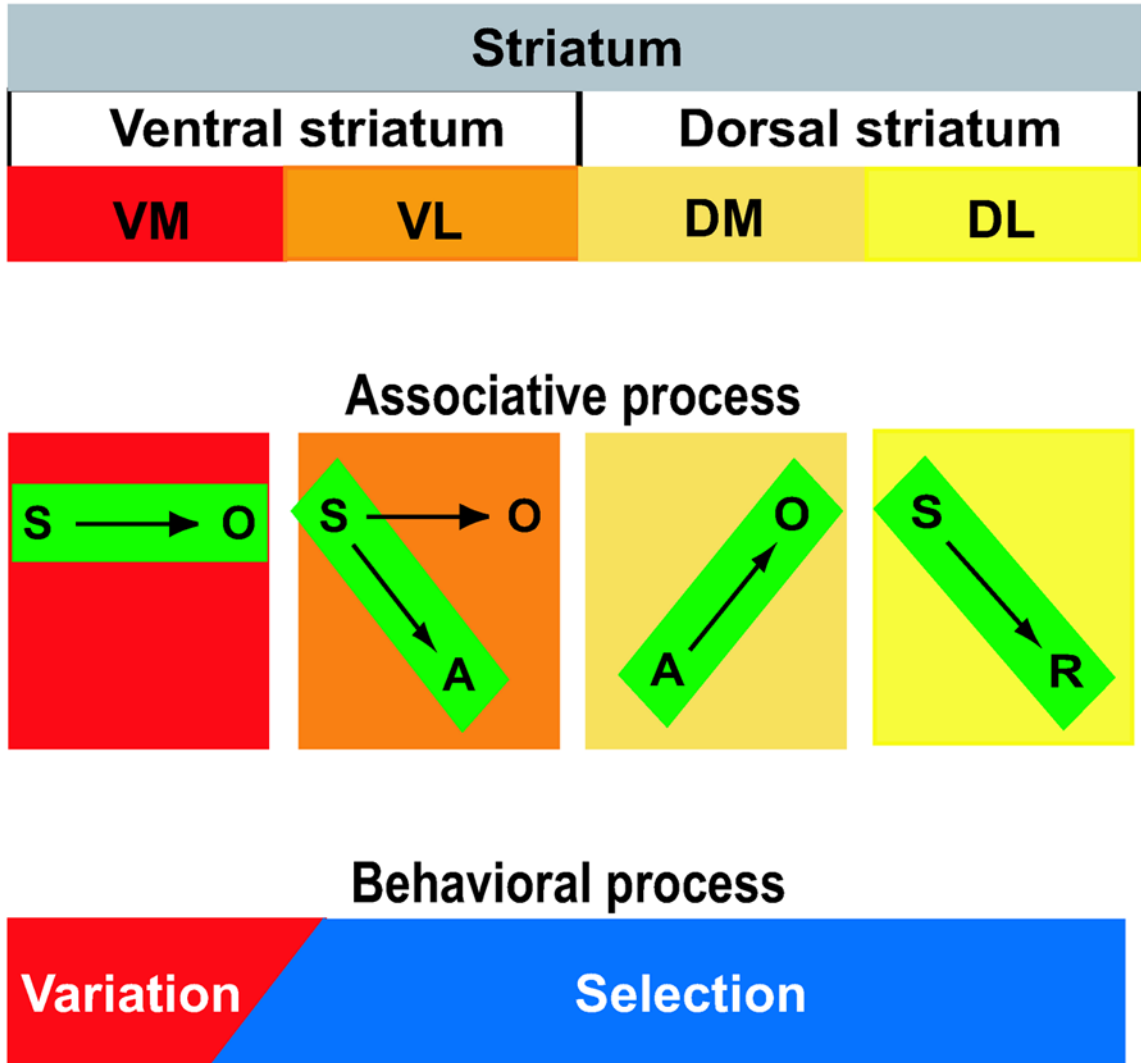 Striatum
Ventral striatum Dorsal striatum
VM VL DM DL
Associative process
S O S O O S
A A R
Behavioral process
Variation Selection